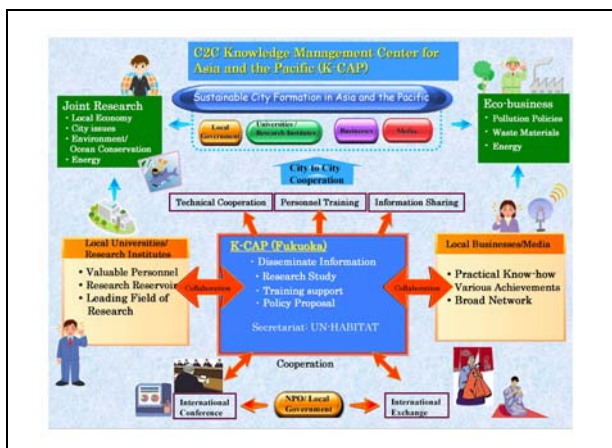 C2C Knowledge Management Center for
Asia and the Pacific (K-CAP)
Sustainable City Formation in Asia and the Pacific
Local
Government
Universities /
Research Institutes
Businesses
Media
Joint Research
・Local Economy
・City issues
・Environment/
Ocean Conservation
・Energy
Eco-business
・Pollution Policies
・Waste Materials
・Energy
City to City
Cooperation
Technical Cooperation
Personnel Training
Information Sharing
Local Universities/
Research Institutes
• Valuable Personnel
• Research Reservoir
• Leading Field of
Research
Collaboration
K-CAP (Fukuoka)
・Disseminate Information
・Research Study
・Training support
・Policy Proposal
Secretariat: UN-HABITAT
Collaboration
Local Businesses/Media
• Practical Know-how
• Various Achievements
• Broad Network
Cooperation
International
Conference
NPO/ Local
Government
International
Exchange